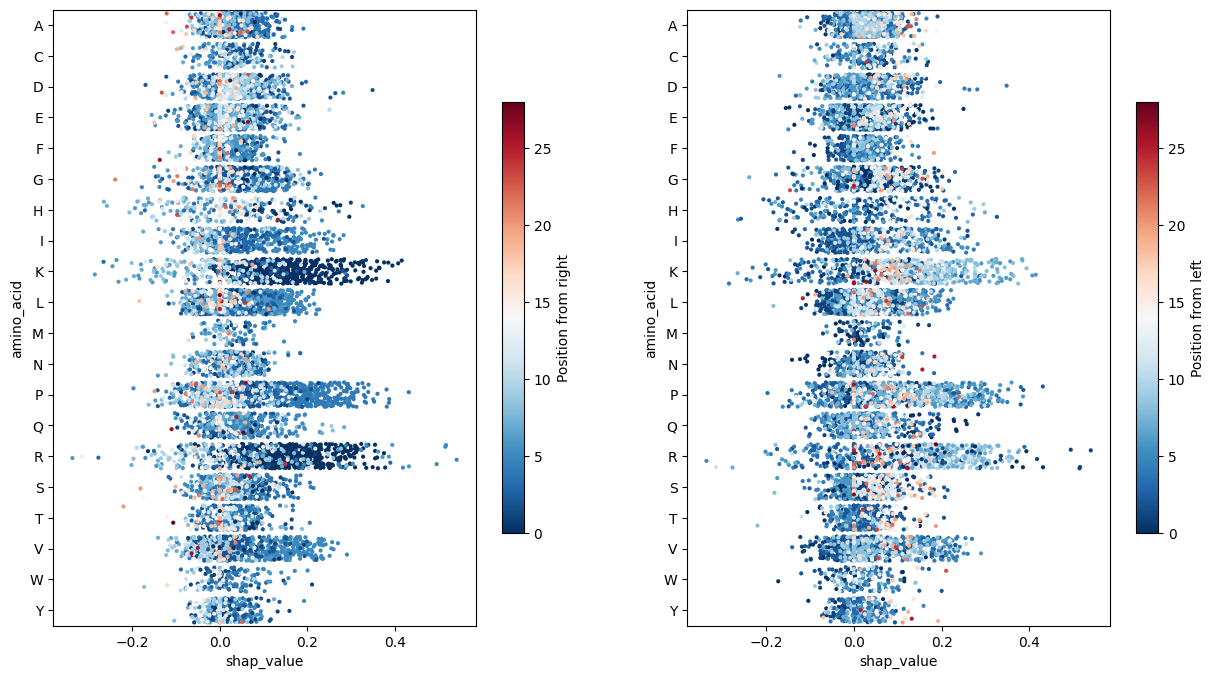 A
C
D
E
F
G
H
I
K
L
M
N
P
Q
R
S
T
V
W
Y
amino_acid
−0.2
0.0
0.2
0.4
shap_value
25
20
15
10
5
0
Position from right
A
C
D
E
F
G
H
I
K
L
M
N
P
Q
R
S
T
V
W
Y
amino_acid
−0.2
0.0
0.2
0.4
shap_value
25
20
15
10
5
0
Position from left